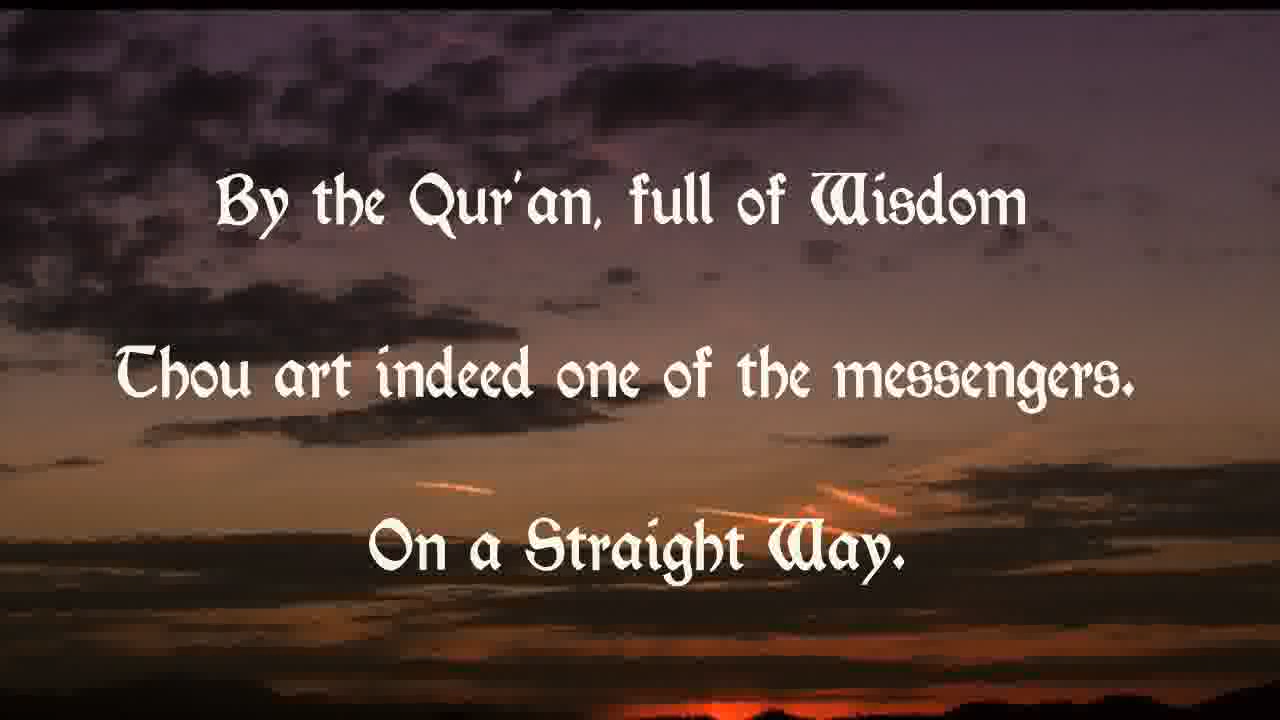 By the Qur'an, full of Wisdom
Thou art indeed one of the messengers.
On a Straight Way.